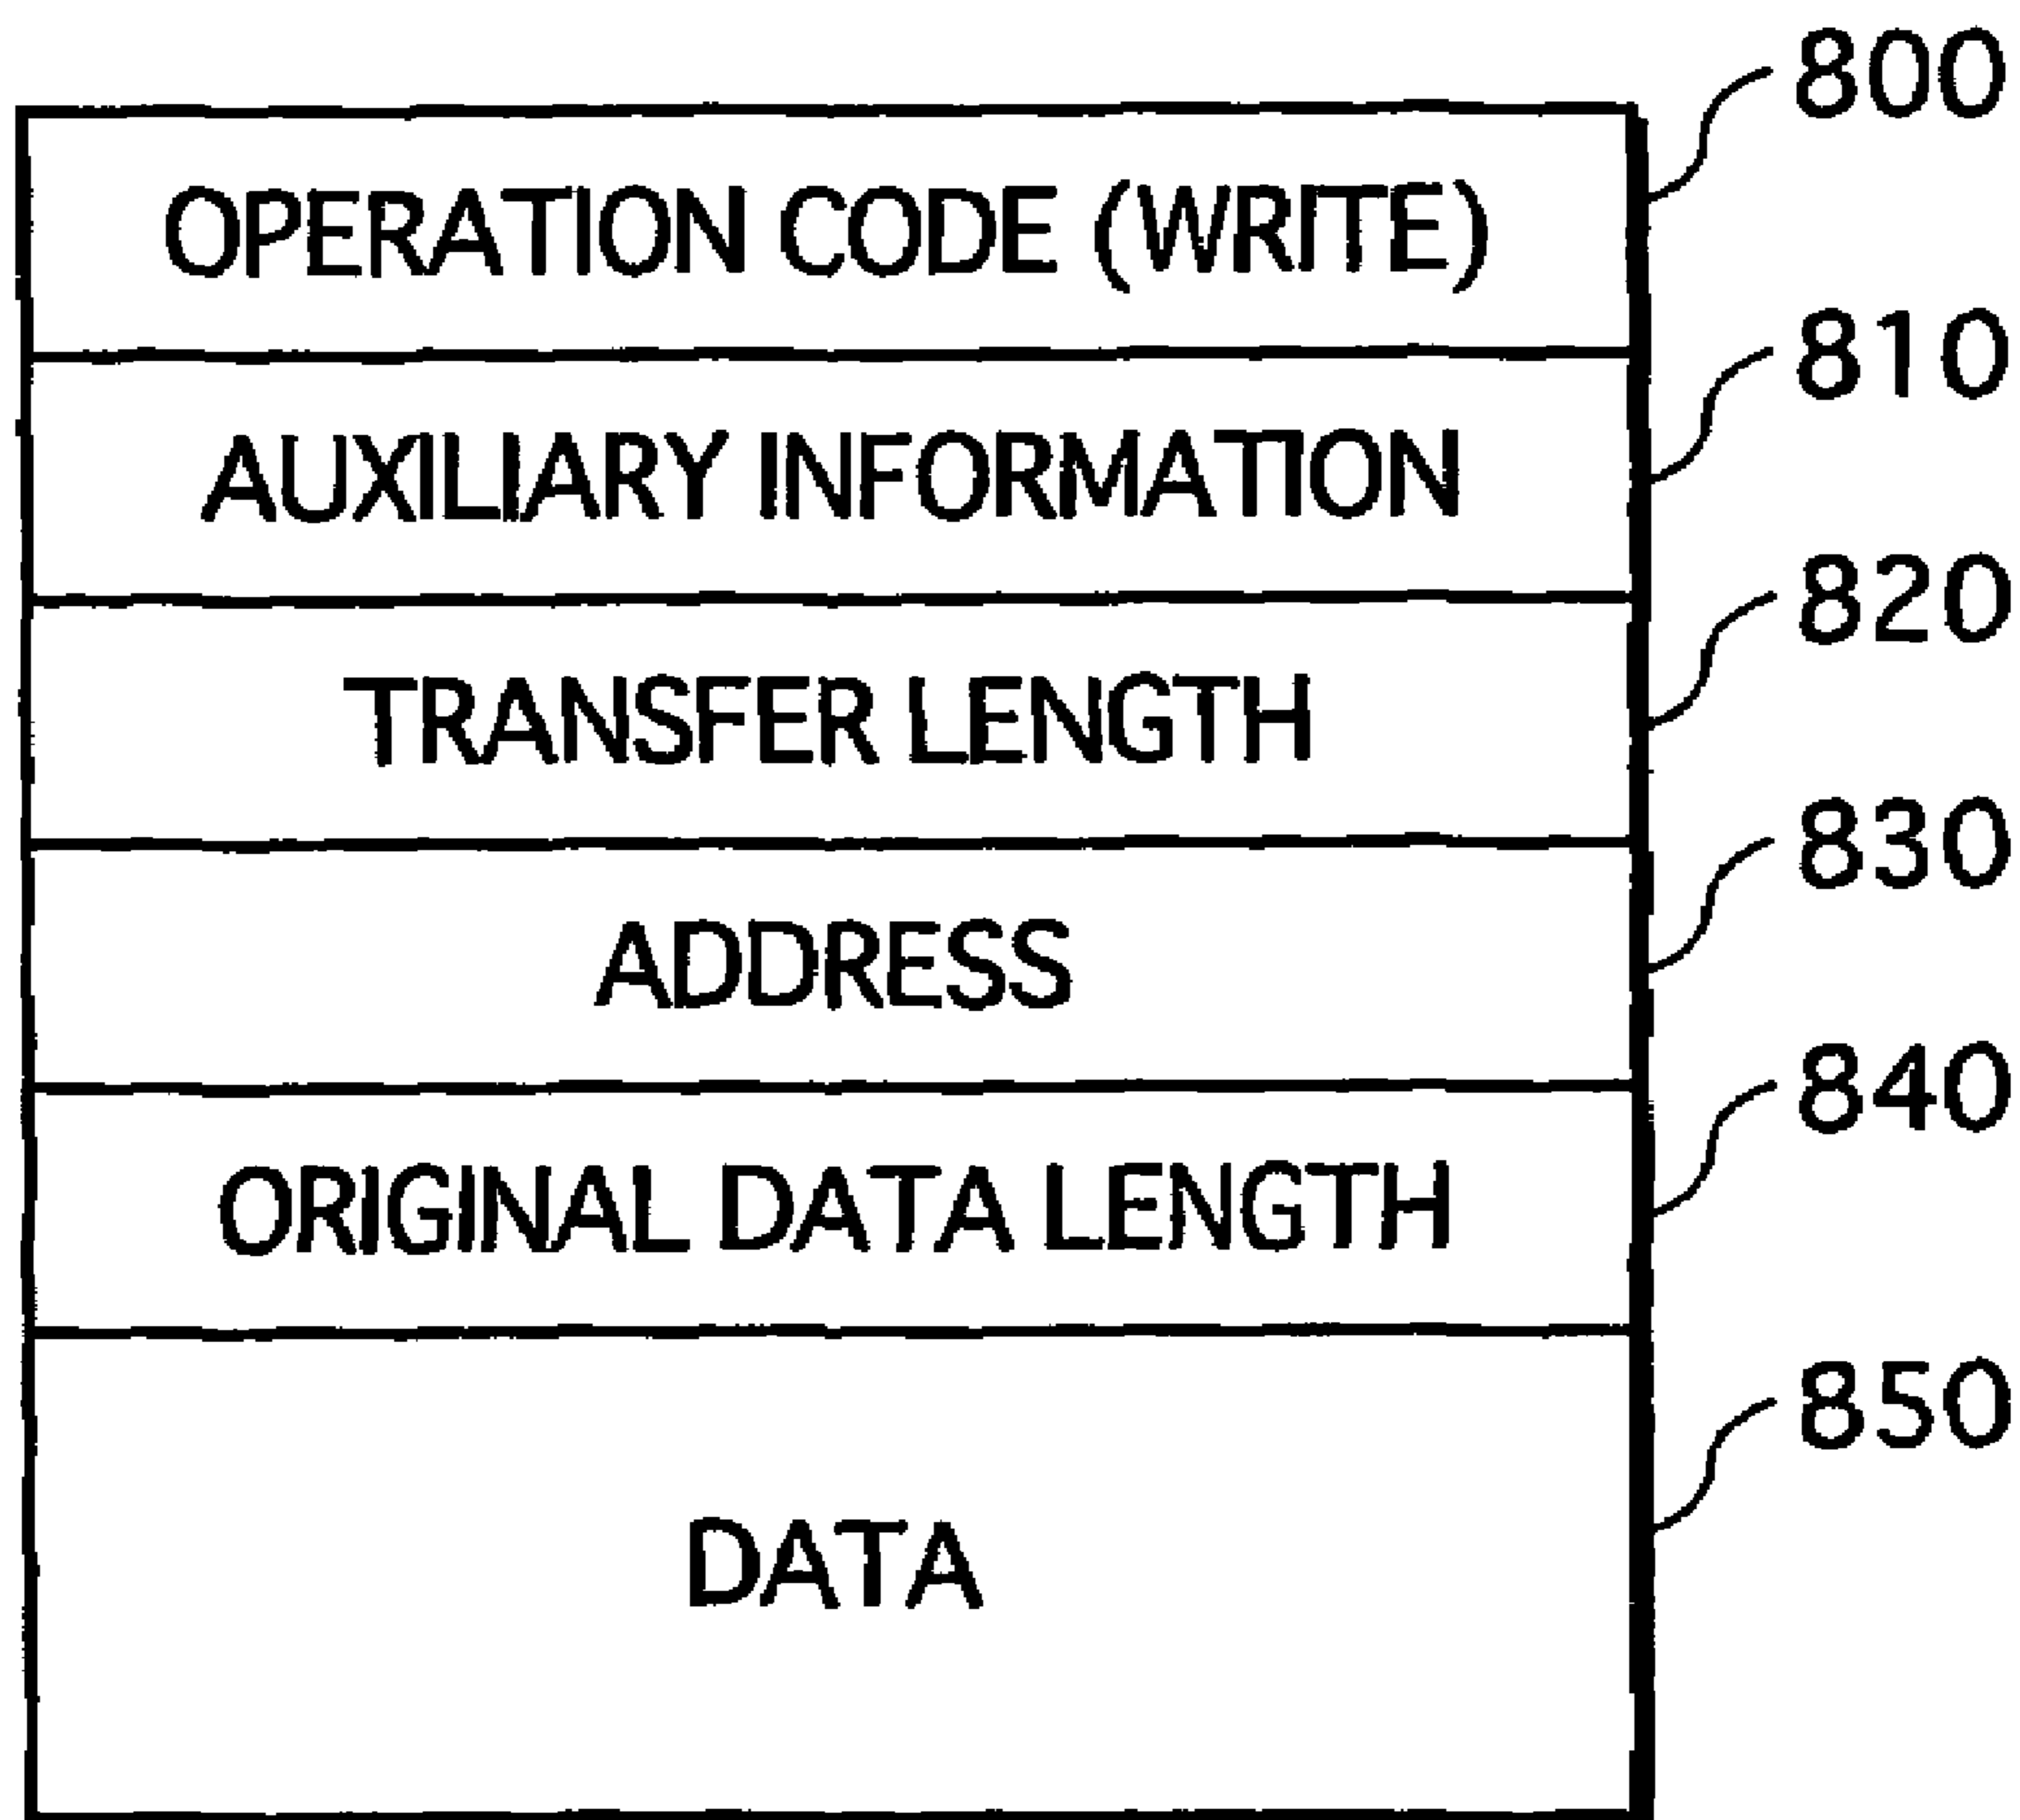 800
OPERATION CODE (WRITE)
810
AUXILIARY INFORMATION
820
TRANSFER LENGTH
830
ADDRESS
840
ORIGINAL DATA LENGTH
850
DATA